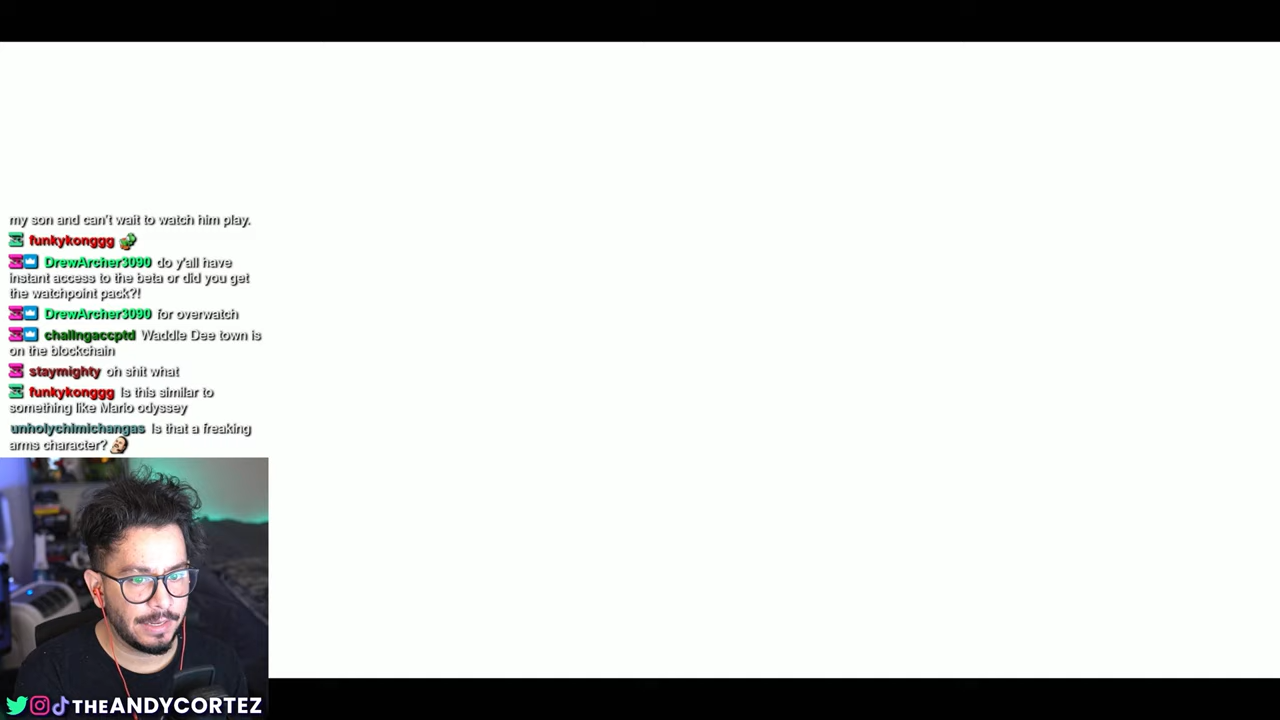 my son and can't wait to watch him play.
funkykonggg
DrewArcher3090 do y'all have
instant access to the beta or did you get
the watchpoint pack?!
DrewArcher3090 for overwatch
challngaccptd Waddle Dee town is
on the blockchain
staymighty oh shit what
funkykonggg Is this similar to
something like Mario odyssey
unholychimichangas Is that a freaking
arms character?
THEANDYCORTEZ